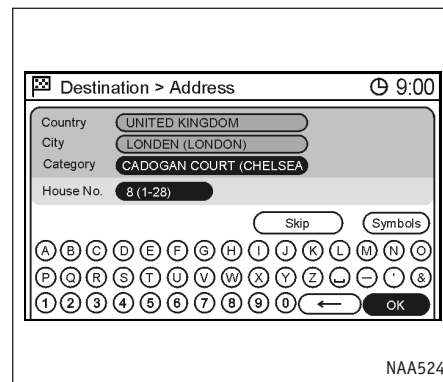 Destination > Address 9:00
Country UNITED KINGDOM
City LONDEN (LONDON)
Category CADOGAN COURT (CHELSEA
House No. 8 (1-28)
Skip Symbols
A B C D E F G H I J K L M N O
P Q R S T U V W X Y Z ␣ – ' &
1 2 3 4 5 6 7 8 9 0 ← OK
NAA524